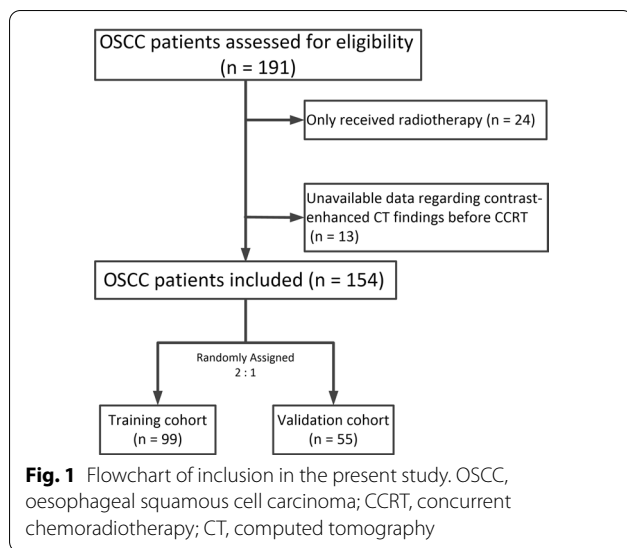 OSCC patients assessed for eligibility
(n = 191)
Only received radiotherapy (n = 24)
Unavailable data regarding contrast-
enhanced CT findings before CCRT
(n = 13)
OSCC patients included (n = 154)
Randomly Assigned
2 : 1
Training cohort
(n = 99)
Validation cohort
(n = 55)
Fig. 1 Flowchart of inclusion in the present study. OSCC,
oesophageal squamous cell carcinoma; CCRT, concurrent
chemoradiotherapy; CT, computed tomography